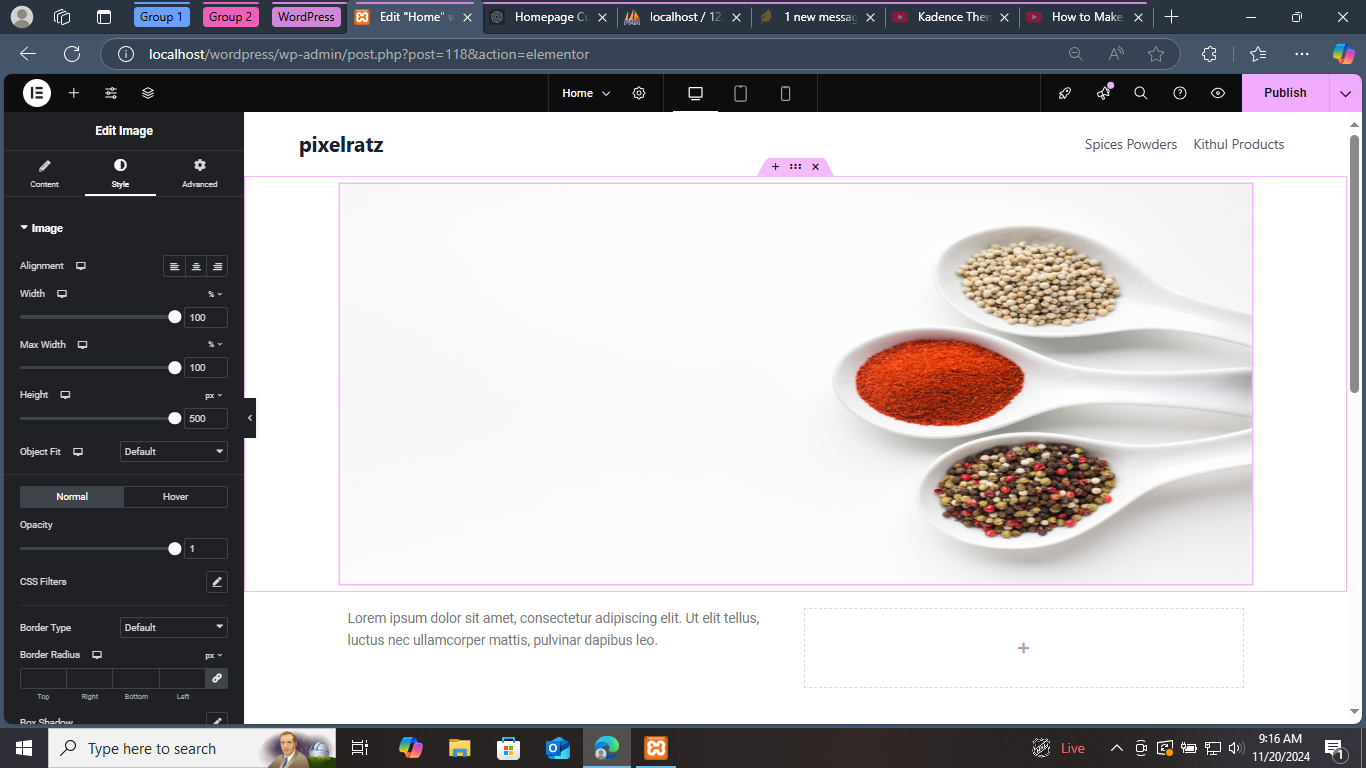 Group 1
Group 2
WordPress
Edit "Home" w
Homepage Cu
localhost / 12
1 new messag
Kadence Then
How to Make
localhost/wordpress/wp-admin/post.php?post=118&action=elementor
Home
Publish
Edit Image
Content
Style
Advanced
Image
Alignment
Width
%
100
Max Width
%
100
Height
px
500
Object Fit
Default
Normal
Hover
Opacity
1
CSS Filters
Border Type
Default
Border Radius
px
Top
Right
Bottom
Left
Box Shadow
pixelratz
Spices Powders
Kithul Products
Lorem ipsum dolor sit amet, consectetur adipiscing elit. Ut elit tellus,
luctus nec ullamcorper mattis, pulvinar dapibus leo.
Type here to search
Live
9:16 AM
11/20/2024
1